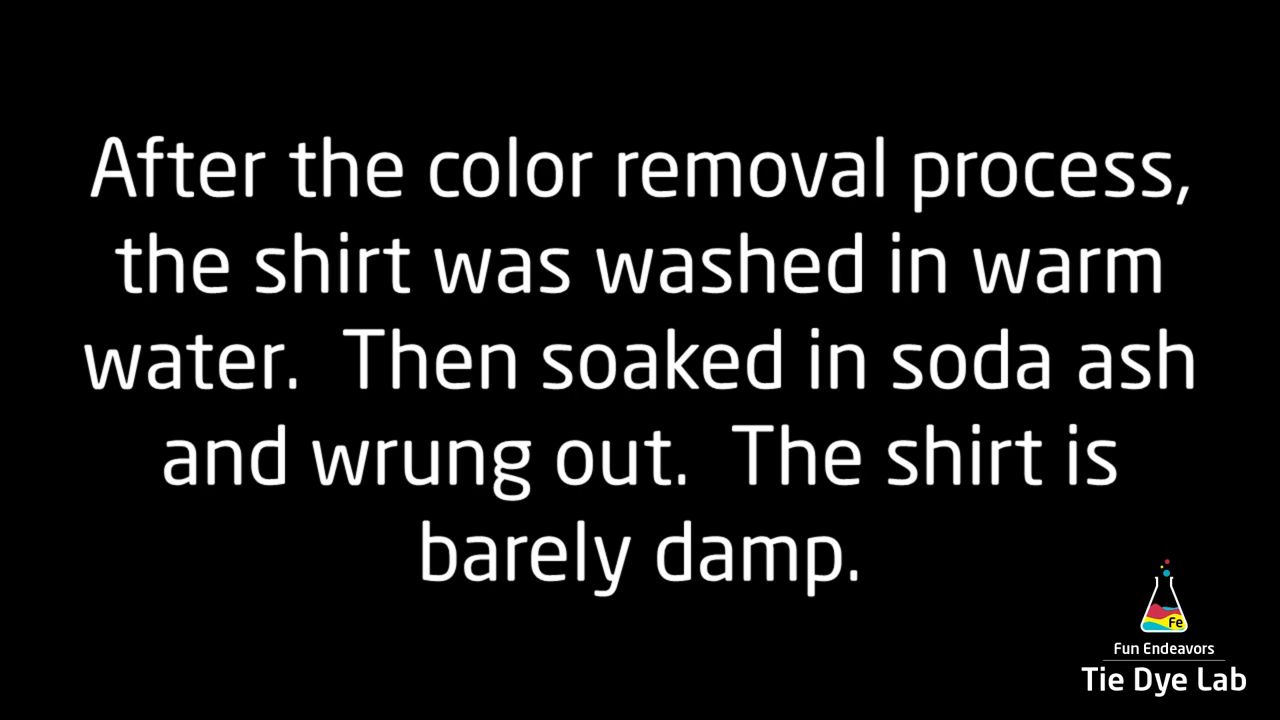 After the color removal process,
the shirt was washed in warm
water.  Then soaked in soda ash
and wrung out.  The shirt is
barely damp.
Fe
Fun Endeavors
Tie Dye Lab